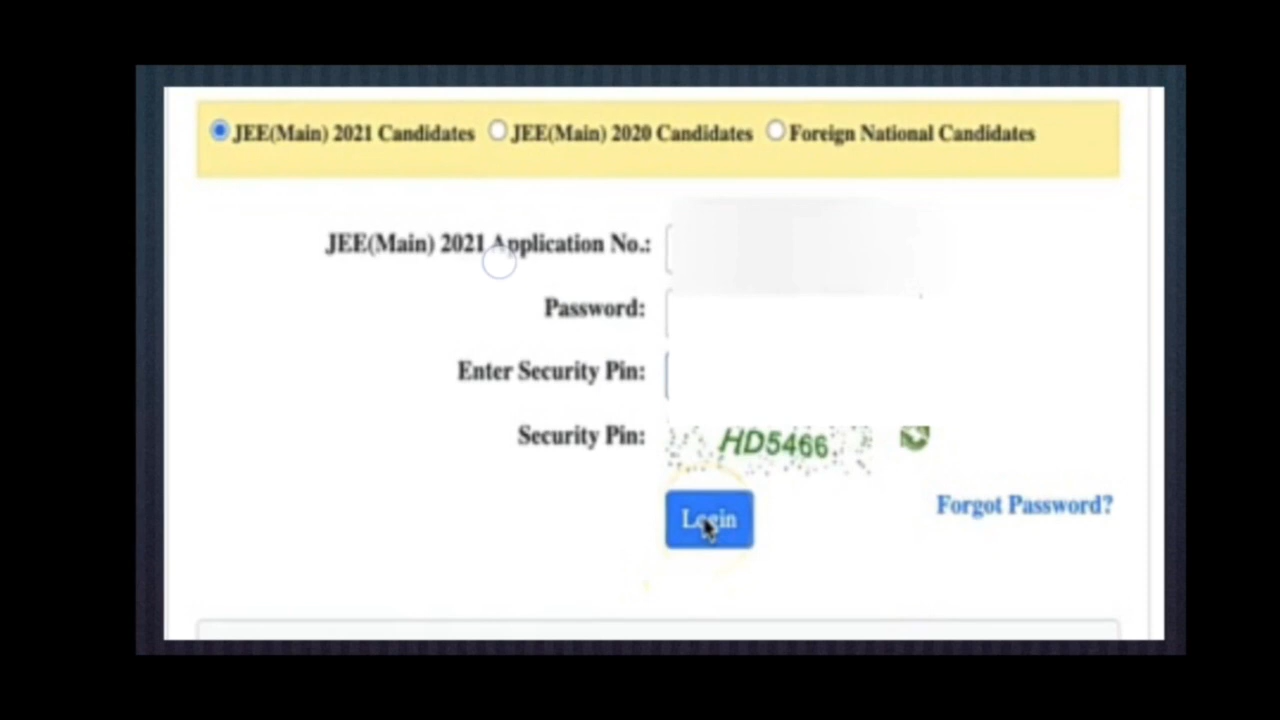 JEE(Main) 2021 Candidates JEE(Main) 2020 Candidates Foreign National Candidates
JEE(Main) 2021 Application No.:
Password:
Enter Security Pin:
Security Pin: HD5466
Login
Forgot Password?